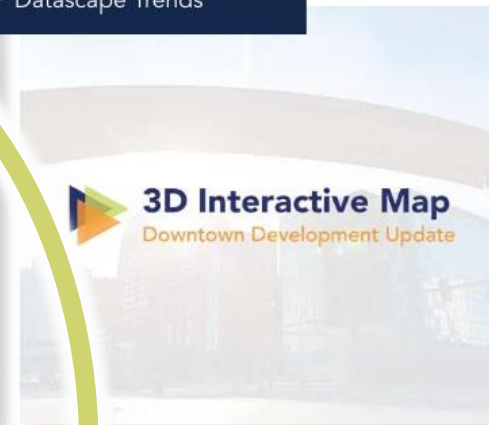 Datascape Trends
3D Interactive Map
Downtown Development Update